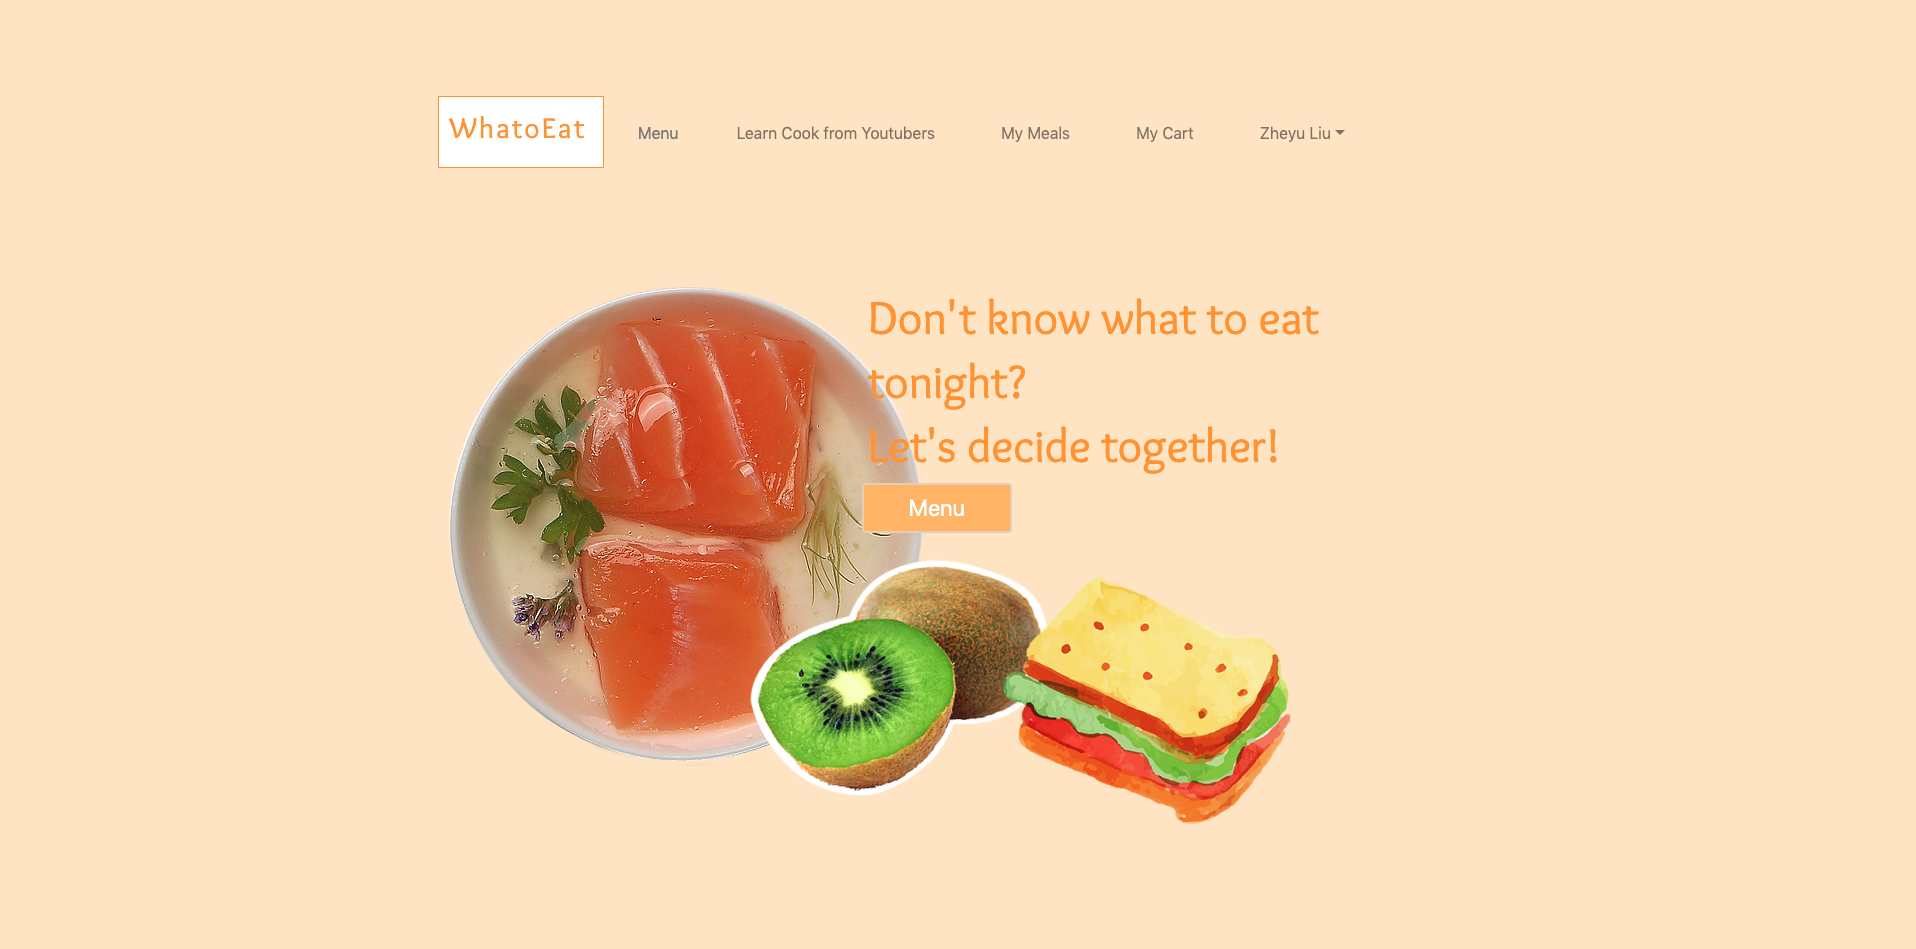 WhatoEat
Menu
Learn Cook from Youtubers
My Meals
My Cart
Zheyu Liu
Don't know what to eat
tonight?
Let's decide together!
Menu